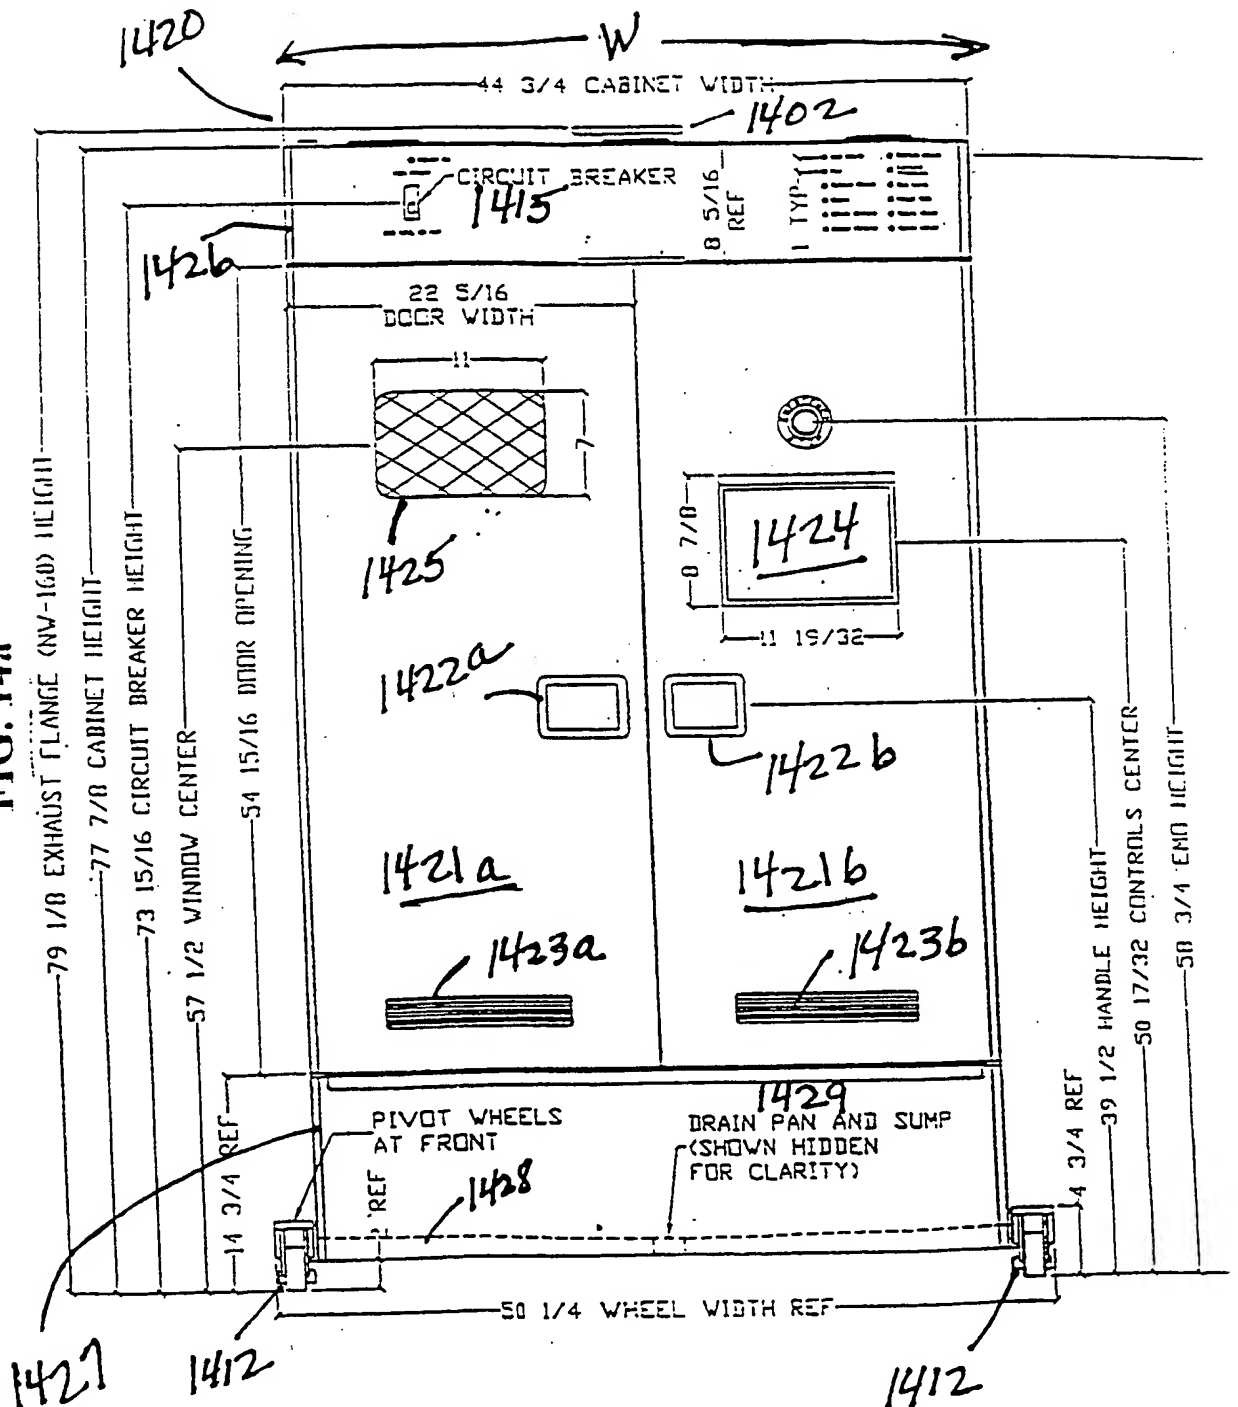 1420
W
44 3/4 CABINET WIDTH
1402
CIRCUIT BREAKER
1415
8 5/16
REF
1 TYP
1426
22 5/16
DOOR WIDTH
11
7
1425
8 7/8
1424
11 19/32
1422a
1422b
1421a
1421b
1423a
1423b
FIG. 14a
79 1/8 EXHAUST FLANGE (NW-160) HEIGHT
77 7/8 CABINET HEIGHT
73 15/16 CIRCUIT BREAKER HEIGHT
57 1/2 WINDOW CENTER
54 15/16 DOOR OPENING
14 3/4 REF
4 3/4 REF
39 1/2 HANDLE HEIGHT
50 17/32 CONTROLS CENTER
58 3/4 EMO HEIGHT
1429
PIVOT WHEELS
AT FRONT
DRAIN PAN AND SUMP
(SHOWN HIDDEN
FOR CLARITY)
REF
1428
50 1/4 WHEEL WIDTH REF
1427
1412
1412